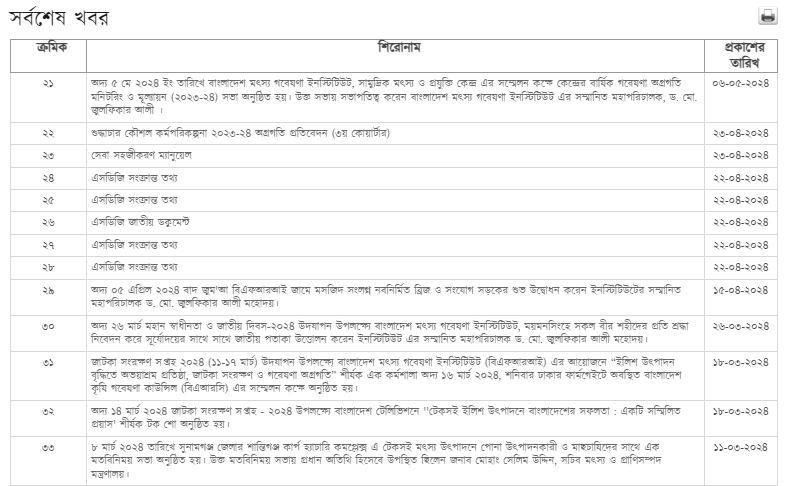 সর্বশেষ খবর
ক্রমিক শিরোনাম প্রকাশের
তারিখ
২১ অদ্য ৫ মে ২০২৪ ইং তারিখে বাংলাদেশ মৎস্য গবেষণা ইনস্টিটিউট, সামুদ্রিক মৎস্য ও প্রযুক্তি কেন্দ্র এর সম্মেলন কক্ষে কেন্দ্রের বার্ষিক গবেষণা অগ্রগতি ০৬-০৫-২০২৪
মনিটরিং ও মূল্যায়ন (২০২৩-২৪) সভা অনুষ্ঠিত হয়। উক্ত সভায় সভাপতিত্ব করেন বাংলাদেশ মৎস্য গবেষণা ইনস্টিটিউট এর সম্মানিত মহাপরিচালক, ড. মো.
জুলফিকার আলী ।
২২ শুদ্ধাচার কৌশল কর্মপরিকল্পনা ২০২৩-২৪ অগ্রগতি প্রতিবেদন (৩য় কোয়ার্টার) ২৩-০৪-২০২৪
২৩ সেবা সহজীকরণ ম্যানুয়েল ২৩-০৪-২০২৪
২৪ এসডিজি সংক্রান্ত তথ্য ২২-০৪-২০২৪
২৫ এসডিজি সংক্রান্ত তথ্য ২২-০৪-২০২৪
২৬ এসডিজি জাতীয় ডকুমেন্ট ২২-০৪-২০২৪
২৭ এসডিজি সংক্রান্ত তথ্য ২২-০৪-২০২৪
২৮ এসডিজি সংক্রান্ত তথ্য ২২-০৪-২০২৪
২৯ অদ্য ০৫ এপ্রিল ২০২৪ বাদ জুম'আ বিএফআরআই জামে মসজিদ সংলগ্ন নবনির্মিত ব্রিজ ও সংযোগ সড়কের শুভ উদ্বোধন করেন ইনস্টিটিউটের সম্মানিত ১৫-০৪-২০২৪
মহাপরিচালক ড. মো. জুলফিকার আলী মহোদয়।
৩০ অদ্য ২৬ মার্চ মহান স্বাধীনতা ও জাতীয় দিবস-২০২৪ উদযাপন উপলক্ষ্যে বাংলাদেশ মৎস্য গবেষণা ইনস্টিটিউট, ময়মনসিংহে সকল বীর শহীদের প্রতি শ্রদ্ধা ২৬-০৩-২০২৪
নিবেদন করে সূর্যোদয়ের সাথে সাথে জাতীয় পতাকা উত্তোলন করেন ইনস্টিটিউট এর সম্মানিত মহাপরিচালক ড. মো. জুলফিকার আলী মহোদয়।
৩১ জাটকা সংরক্ষণ সপ্তাহ ২০২৪ (১১-১৭ মার্চ) উদযাপন উপলক্ষ্যে বাংলাদেশ মৎস্য গবেষণা ইনস্টিটিউট (বিএফআরআই) এর আয়োজনে "ইলিশ উৎপাদন ১৮-০৩-২০২৪
বৃদ্ধিতে অভয়াশ্রম প্রতিষ্ঠা, জাটকা সংরক্ষণ ও গবেষণা অগ্রগতি" শীর্ষক এক কর্মশালা অদ্য ১৬ মার্চ ২০২৪, শনিবার ঢাকার ফার্মগেইটে অবস্থিত বাংলাদেশ
কৃষি গবেষণা কাউন্সিল (বিএআরসি) এর সম্মেলন কক্ষে অনুষ্ঠিত হয়।
৩২ অদ্য ১৪ মার্চ ২০২৪ জাটকা সংরক্ষণ সপ্তাহ - ২০২৪ উপলক্ষ্যে বাংলাদেশ টেলিভিশনে "টেকসই ইলিশ উৎপাদনে বাংলাদেশের সফলতা : একটি সম্মিলিত ১৮-০৩-২০২৪
প্রয়াস' শীর্ষক টক শো অনুষ্ঠিত হয়।
৩৩ ৮ মার্চ ২০২৪ তারিখে সুনামগঞ্জ জেলার শান্তিগঞ্জ কার্প হ্যাচারি কমপ্লেক্স এ টেকসই মৎস্য উৎপাদনে পোনা উৎপাদনকারী ও মাছচাষিদের সাথে এক ১১-০৩-২০২৪
মতবিনিময় সভা অনুষ্ঠিত হয়। উক্ত মতবিনিময় সভায় প্রধান অতিথি হিসেবে উপস্থিত ছিলেন জনাব মোহাং সেলিম উদ্দিন, সচিব মৎস্য ও প্রাণিসম্পদ
মন্ত্রণালয়।